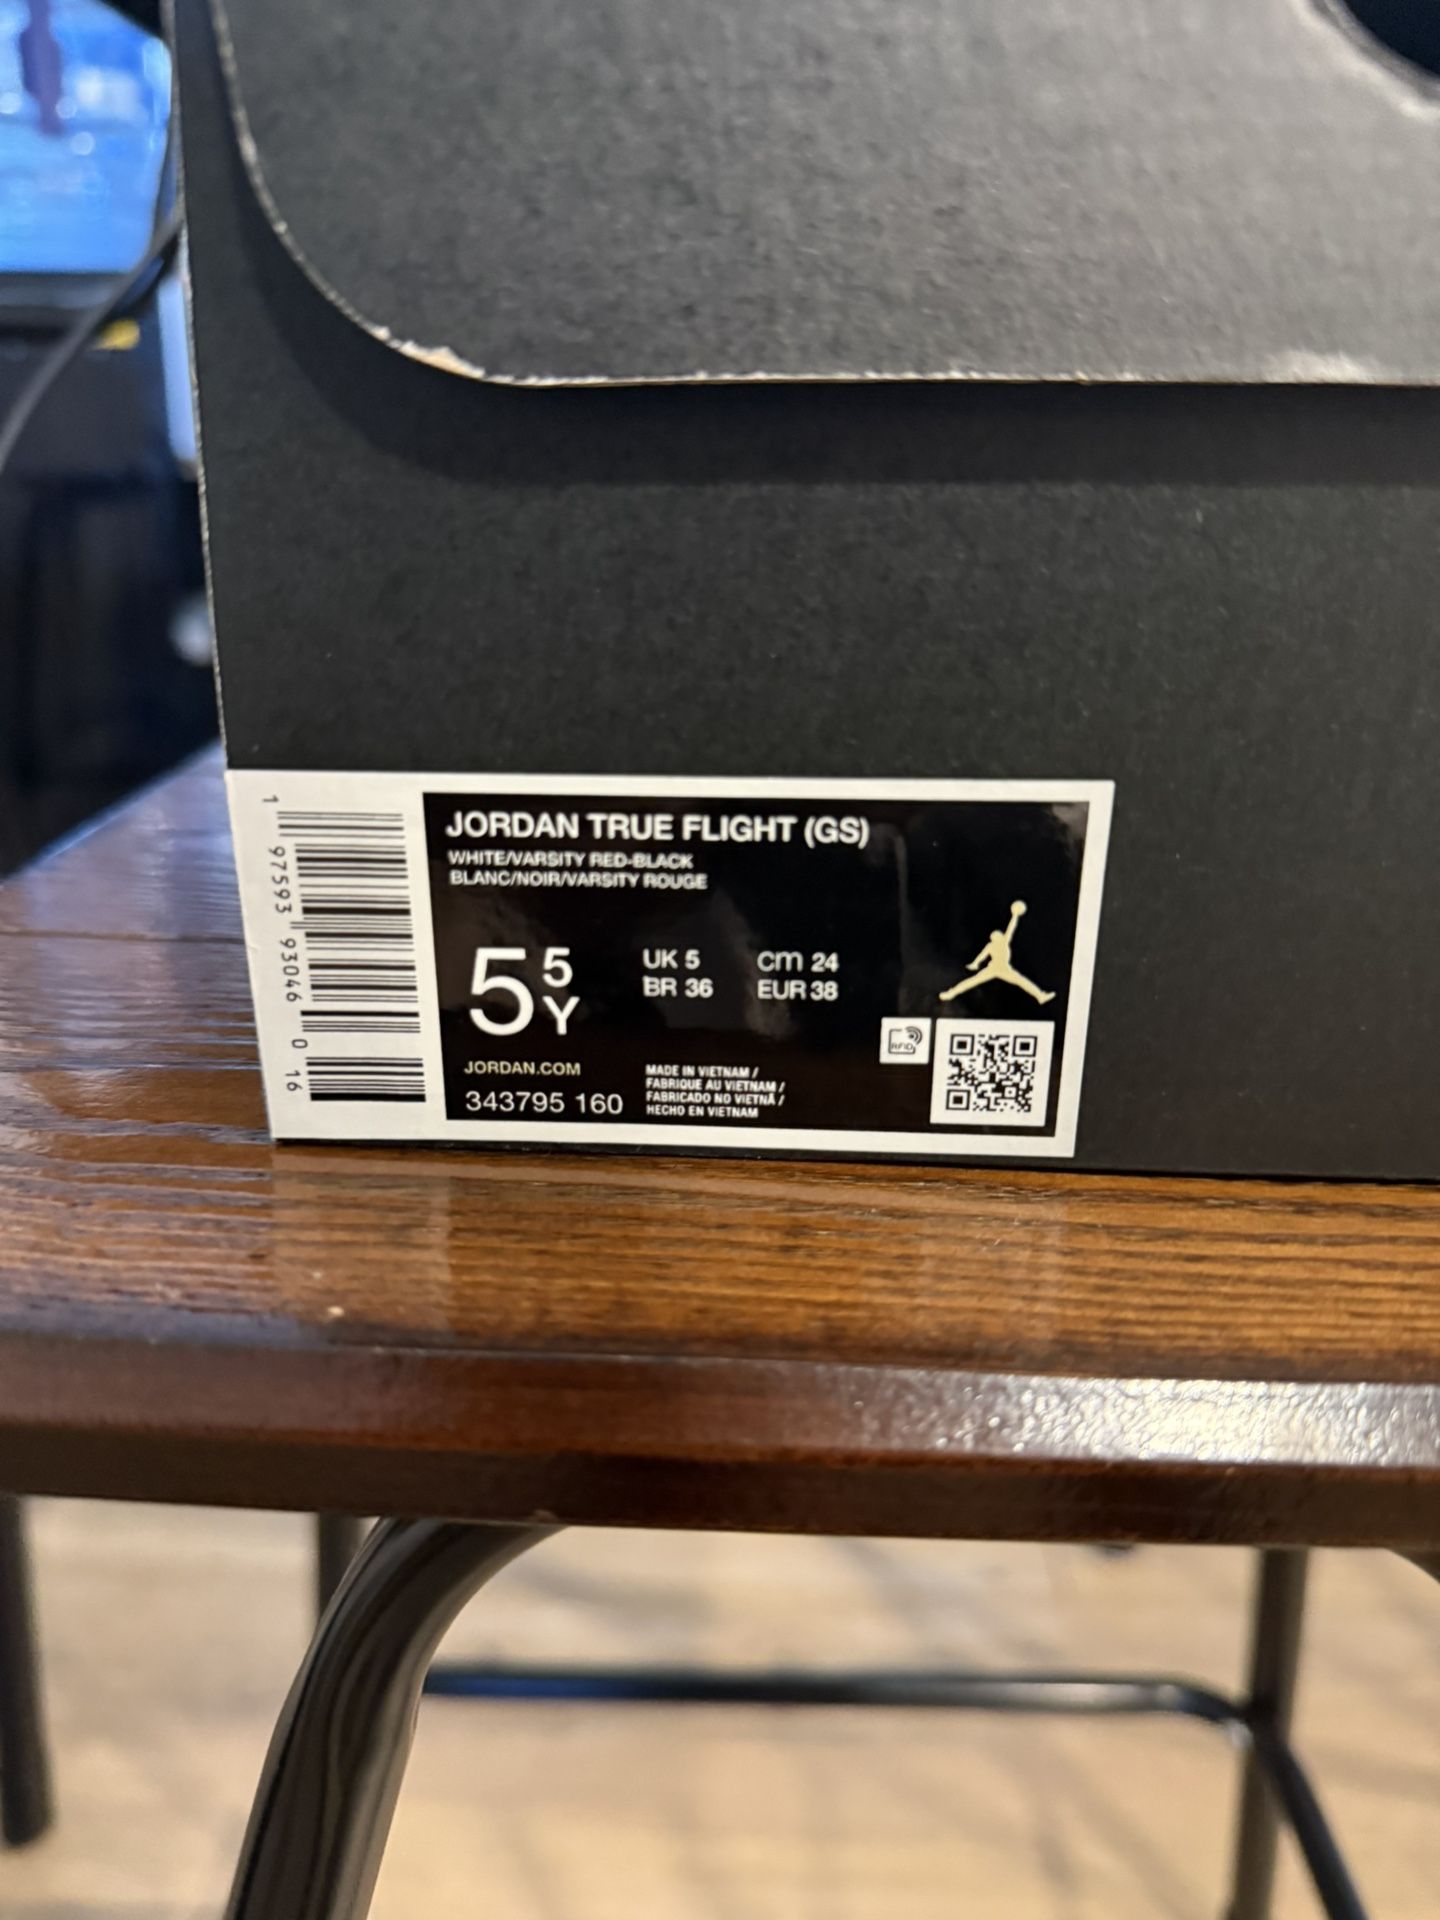 JORDAN TRUE FLIGHT (GS)
WHITE/VARSITY RED-BLACK
BLANC/NOIR/VARSITY ROUGE
5 5 Y
UK 5 cm 24
BR 36 EUR 38
JORDAN.COM
343795 160
MADE IN VIETNAM /
FABRIQUE AU VIETNAM /
FABRICADO NO VIETNÃ /
HECHO EN VIETNAM
RFID
1 97593 93046 0 16